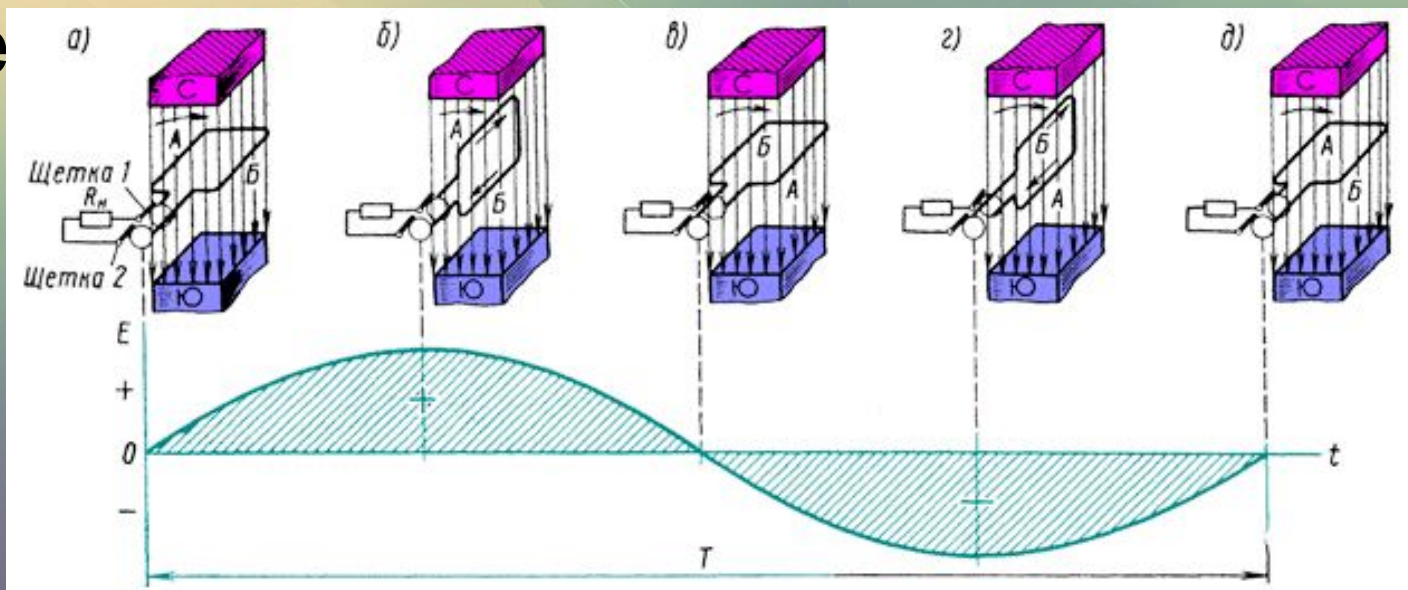 е
а) б) в) г) д)
С С С С С
А А Б Б А
Щетка 1
Б Б А А Б
Rн
Щетка 2
Ю Ю Ю Ю Ю
E
+
+
0
t
−
−
T